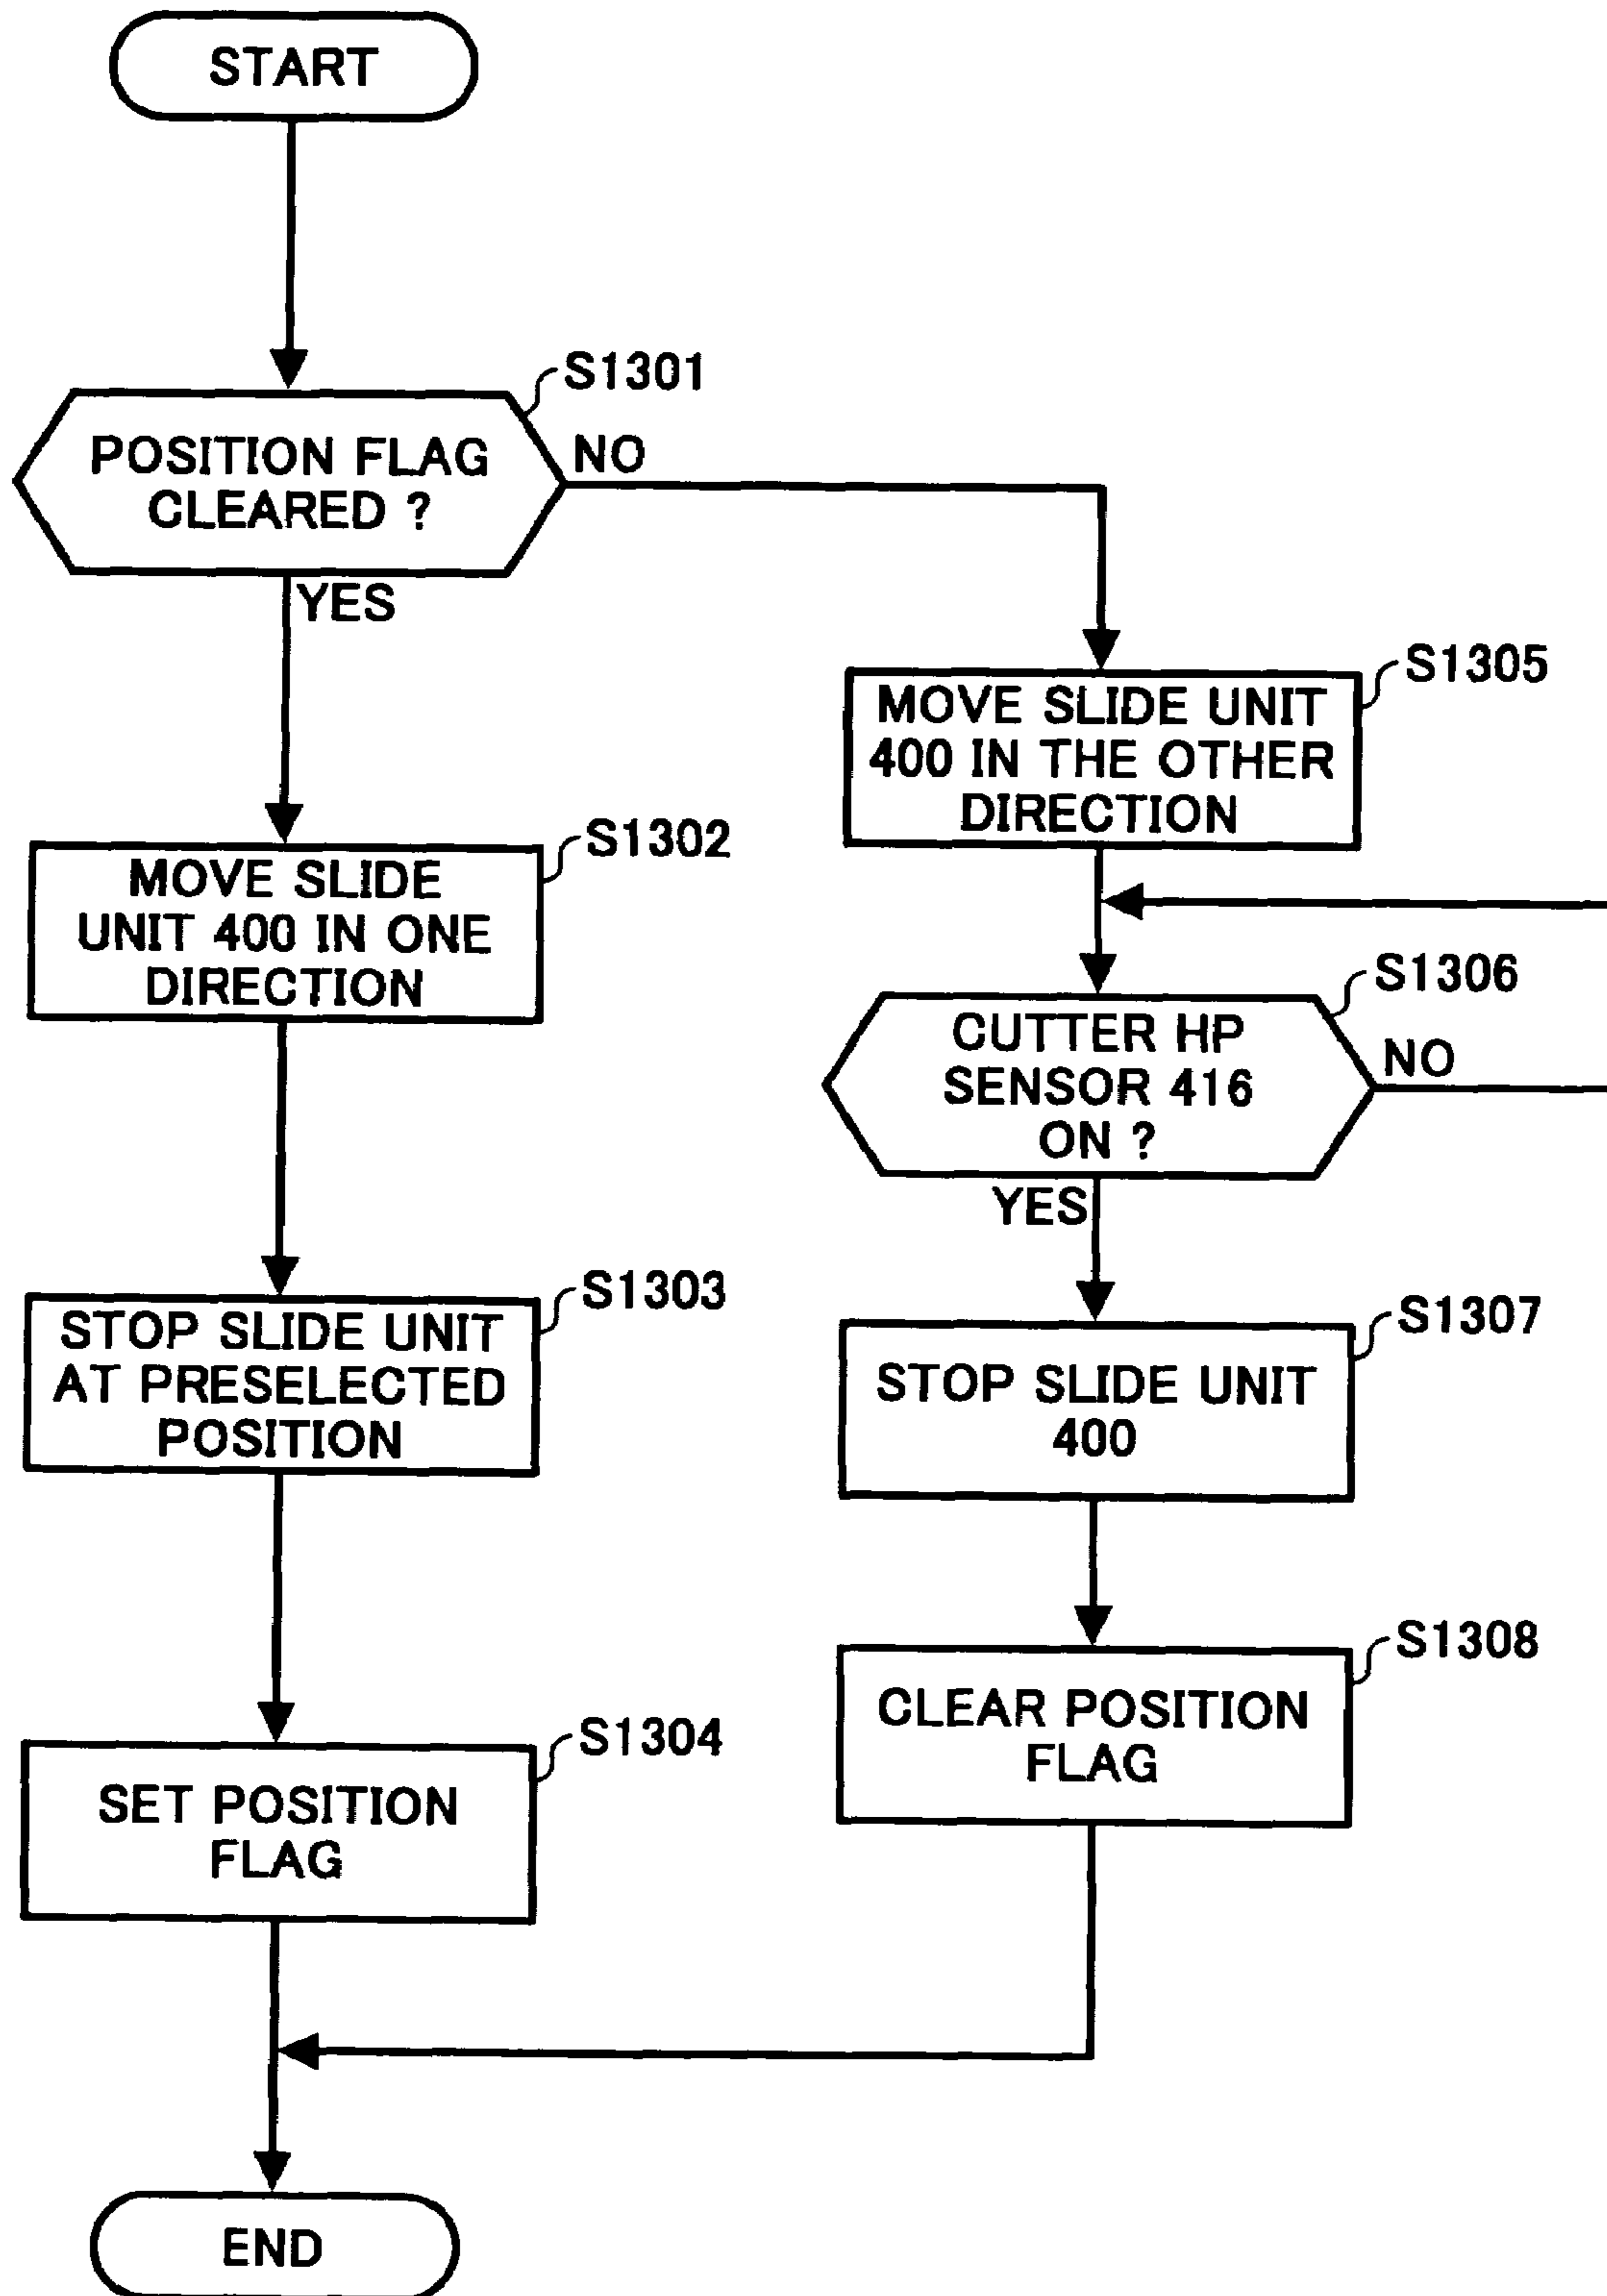 START
S1301
POSITION FLAG
CLEARED ?
NO
YES
S1302
MOVE SLIDE
UNIT 400 IN ONE
DIRECTION
S1303
STOP SLIDE UNIT
AT PRESELECTED
POSITION
S1304
SET POSITION
FLAG
S1305
MOVE SLIDE UNIT
400 IN THE OTHER
DIRECTION
S1306
CUTTER HP
SENSOR 416
ON ?
NO
YES
S1307
STOP SLIDE UNIT
400
S1308
CLEAR POSITION
FLAG
END